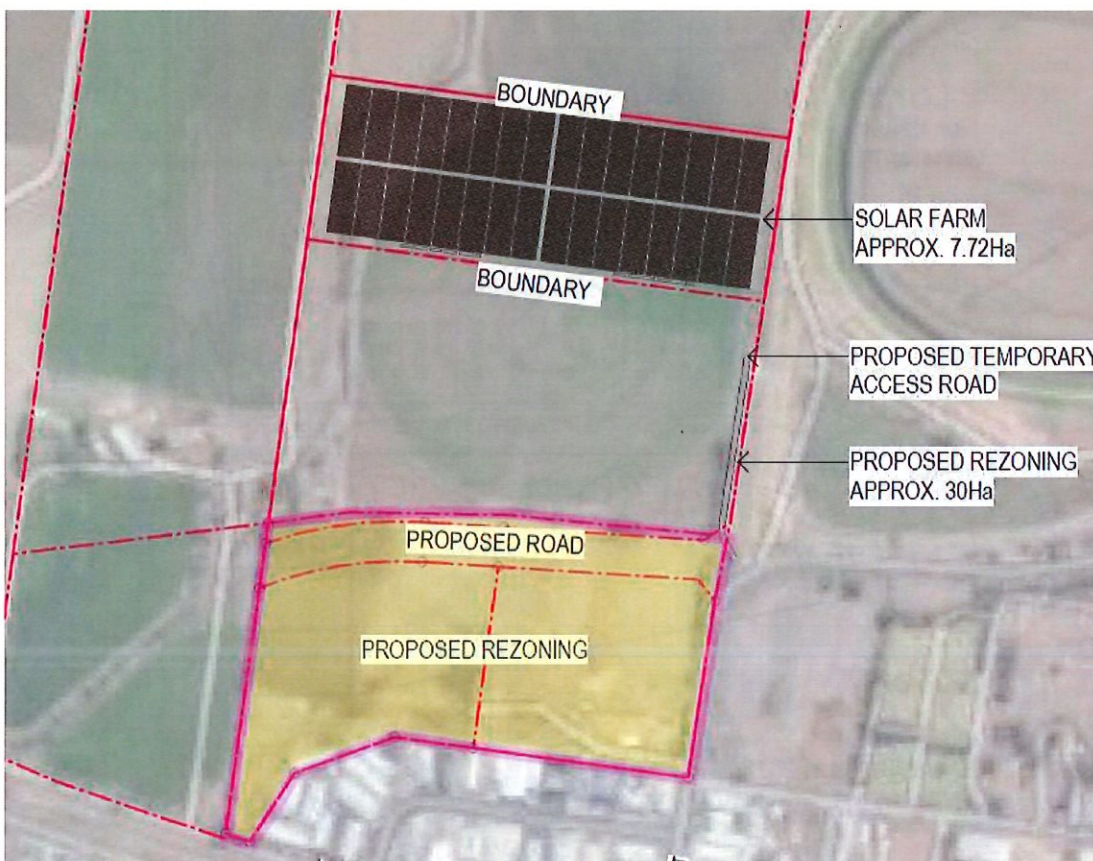 BOUNDARY
SOLAR FARM
APPROX. 7.72Ha
BOUNDARY
PROPOSED TEMPORARY
ACCESS ROAD
PROPOSED REZONING
APPROX. 30Ha
PROPOSED ROAD
PROPOSED REZONING